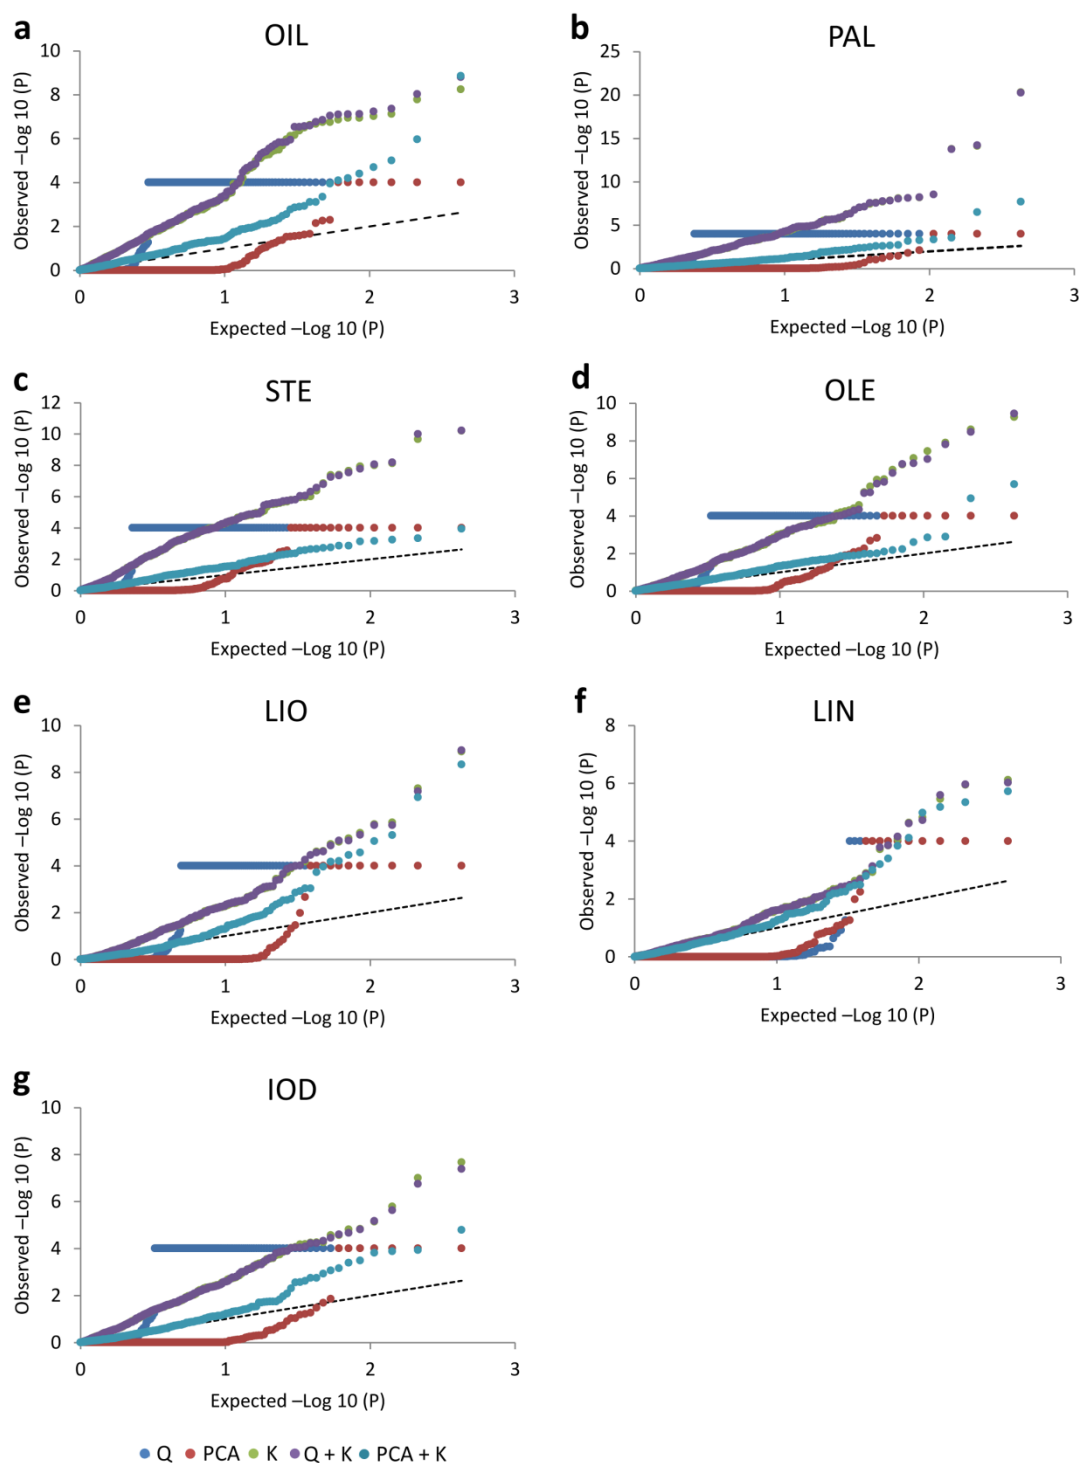 a
OIL
10
8
6
4
2
0
0 1 2 3
Observed –Log 10 (P)
Expected –Log 10 (P)
b
PAL
25
20
15
10
5
0
0 1 2 3
Observed –Log 10 (P)
Expected –Log 10 (P)
c
STE
12
10
8
6
4
2
0
0 1 2 3
Observed –Log 10 (P)
Expected –Log 10 (P)
d
OLE
10
8
6
4
2
0
0 1 2 3
Observed –Log 10 (P)
Expected –Log 10 (P)
e
LIO
10
8
6
4
2
0
0 1 2 3
Observed –Log 10 (P)
Expected –Log 10 (P)
f
LIN
8
6
4
2
0
0 1 2 3
Observed –Log 10 (P)
Expected –Log 10 (P)
g
IOD
10
8
6
4
2
0
0 1 2 3
Observed –Log 10 (P)
Expected –Log 10 (P)
Q PCA K Q + K PCA + K